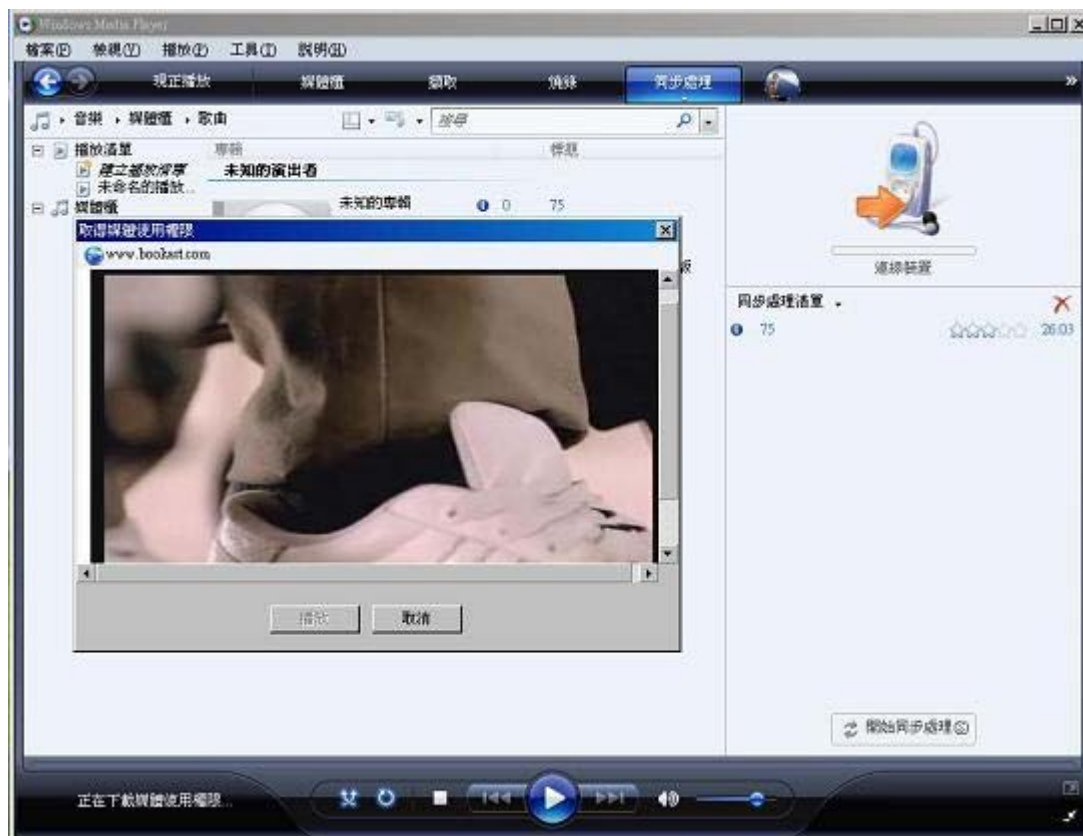 Windows Media Player
檔案(F) 檢視(V) 播放(P) 工具(T) 說明(H)
現正播放 媒體櫃 擷取 燒錄 同步處理
音樂 媒體櫃 歌曲 搜尋
播放清單 專輯 標題
建立播放清單 未知的演出者
未命名的播放...
媒體櫃 未知的專輯 0 75
取得媒體使用權限
www.bookast.com
版
連線裝置
同步處理清單
75 26:03
播放 取消
開始同步處理(S)
正在下載媒體使用權限...